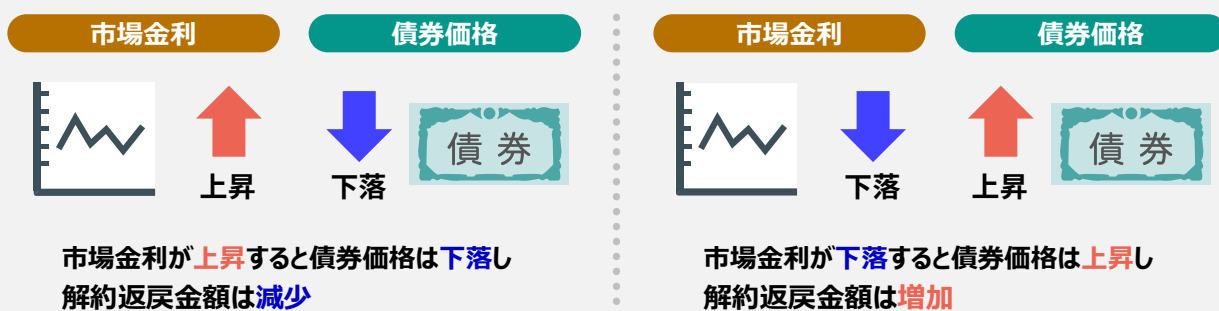 市場金利
債券価格
上昇
下落
債券
市場金利が上昇すると債券価格は下落し
解約返戻金額は減少
市場金利
債券価格
下落
上昇
債券
市場金利が下落すると債券価格は上昇し
解約返戻金額は増加